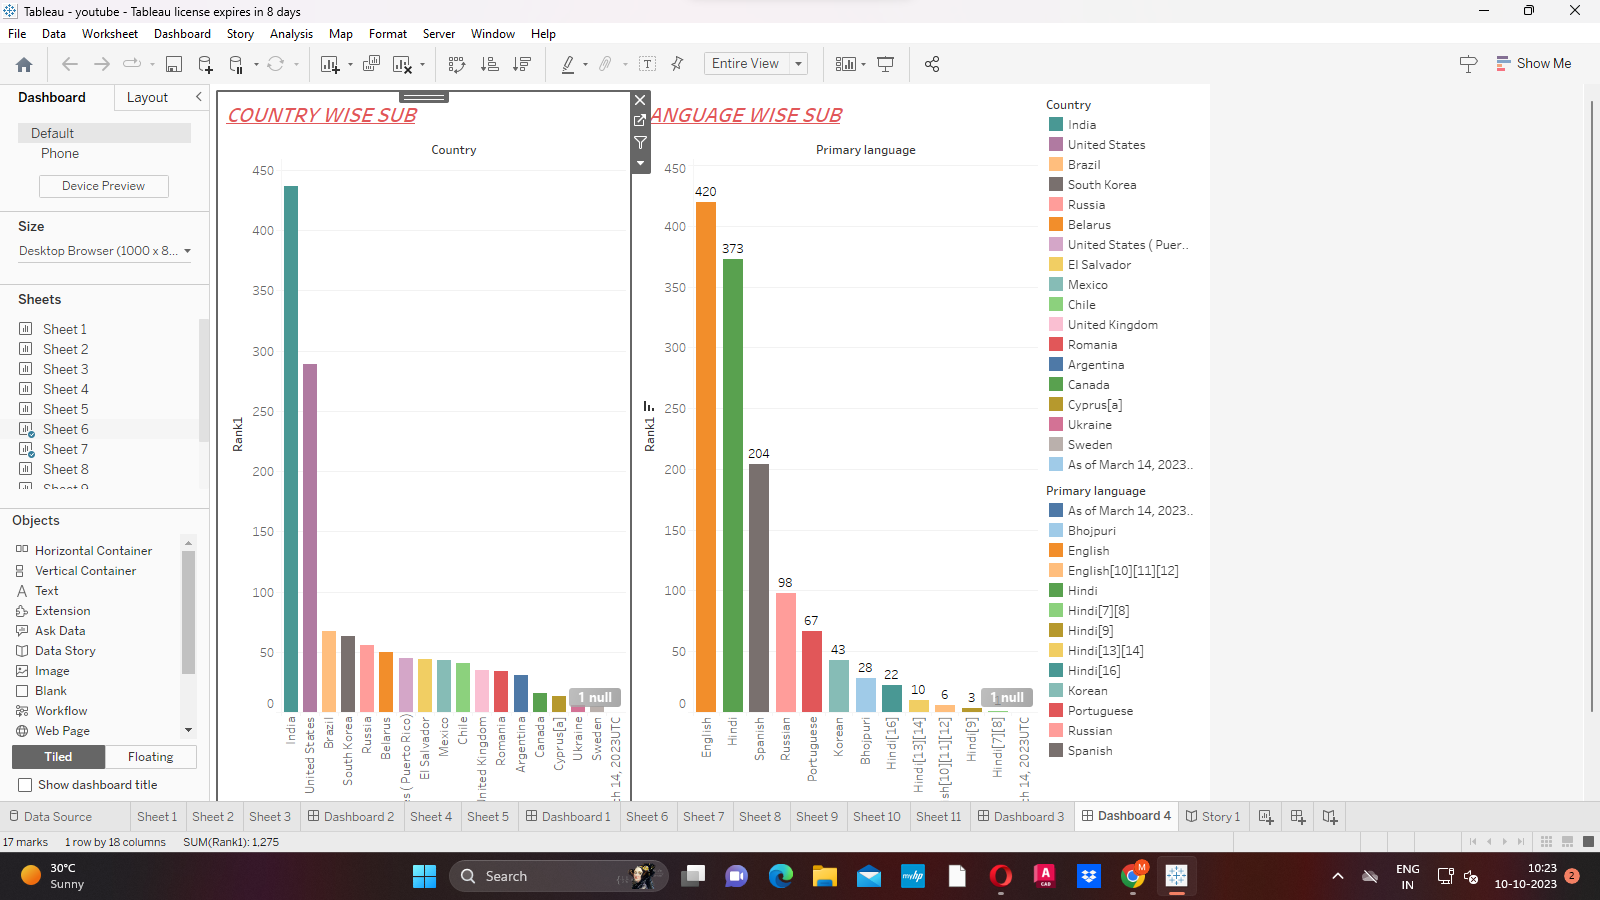 Tableau - youtube - Tableau license expires in 8 days
File Data Worksheet Dashboard Story Analysis Map Format Server Window Help
Entire View
Show Me
Dashboard Layout
Default
Phone
Device Preview
Size
Desktop Browser (1000 x 8...
Sheets
Sheet 1
Sheet 2
Sheet 3
Sheet 4
Sheet 5
Sheet 6
Sheet 7
Sheet 8
Objects
Horizontal Container
Vertical Container
Text
Extension
Ask Data
Data Story
Image
Blank
Workflow
Web Page
Tiled Floating
Show dashboard title
COUNTRY WISE SUB
Country
450
400
350
300
250
200
150
100
50
0
Rank1
1 null
India
United States
Brazil
South Korea
Russia
Belarus
s ( Puerto Rico)
El Salvador
Mexico
Chile
nited Kingdom
Romania
Argentina
Canada
Cyprus[a]
Ukraine
Sweden
ch 14, 2023UTC
ANGUAGE WISE SUB
Primary language
450
400
350
300
250
200
150
100
50
0
Rank1
420
373
204
98
67
43
28
22
10
6
3
1 null
English
Hindi
Spanish
Russian
Portuguese
Korean
Bhojpuri
Hindi[16]
Hindi[13][14]
sh[10][11][12]
Hindi[9]
Hindi[7][8]
ch 14, 2023UTC
Country
India
United States
Brazil
South Korea
Russia
Belarus
United States ( Puer..
El Salvador
Mexico
Chile
United Kingdom
Romania
Argentina
Canada
Cyprus[a]
Ukraine
Sweden
As of March 14, 2023..
Primary language
As of March 14, 2023..
Bhojpuri
English
English[10][11][12]
Hindi
Hindi[7][8]
Hindi[9]
Hindi[13][14]
Hindi[16]
Korean
Portuguese
Russian
Spanish
Data Source Sheet 1 Sheet 2 Sheet 3 Dashboard 2 Sheet 4 Sheet 5 Dashboard 1 Sheet 6 Sheet 7 Sheet 8 Sheet 9 Sheet 10 Sheet 11 Dashboard 3 Dashboard 4 Story 1
17 marks 1 row by 18 columns SUM(Rank1): 1,275
30°C
Sunny
Search
ENG
IN
10:23
10-10-2023
2